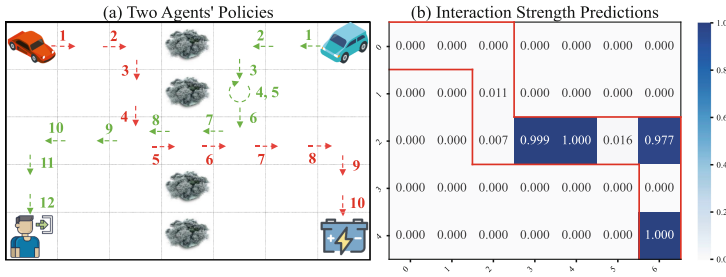 (a) Two Agents' Policies
1 2 2 1
3 3
4 4, 5
6
10 9 8 7
5 6 7 8
11 9
12 10
(b) Interaction Strength Predictions
0 0.000 0.000 0.000 0.000 0.000 0.000 0.000
1 0.000 0.000 0.011 0.000 0.000 0.000 0.000
2 0.000 0.000 0.007 0.999 1.000 0.016 0.977
3 0.000 0.000 0.000 0.000 0.000 0.000 0.000
4 0.000 0.000 0.000 0.000 0.000 0.000 1.000
0 1 2 3 4 5 6
1.0
0.8
0.6
0.4
0.2
0.0